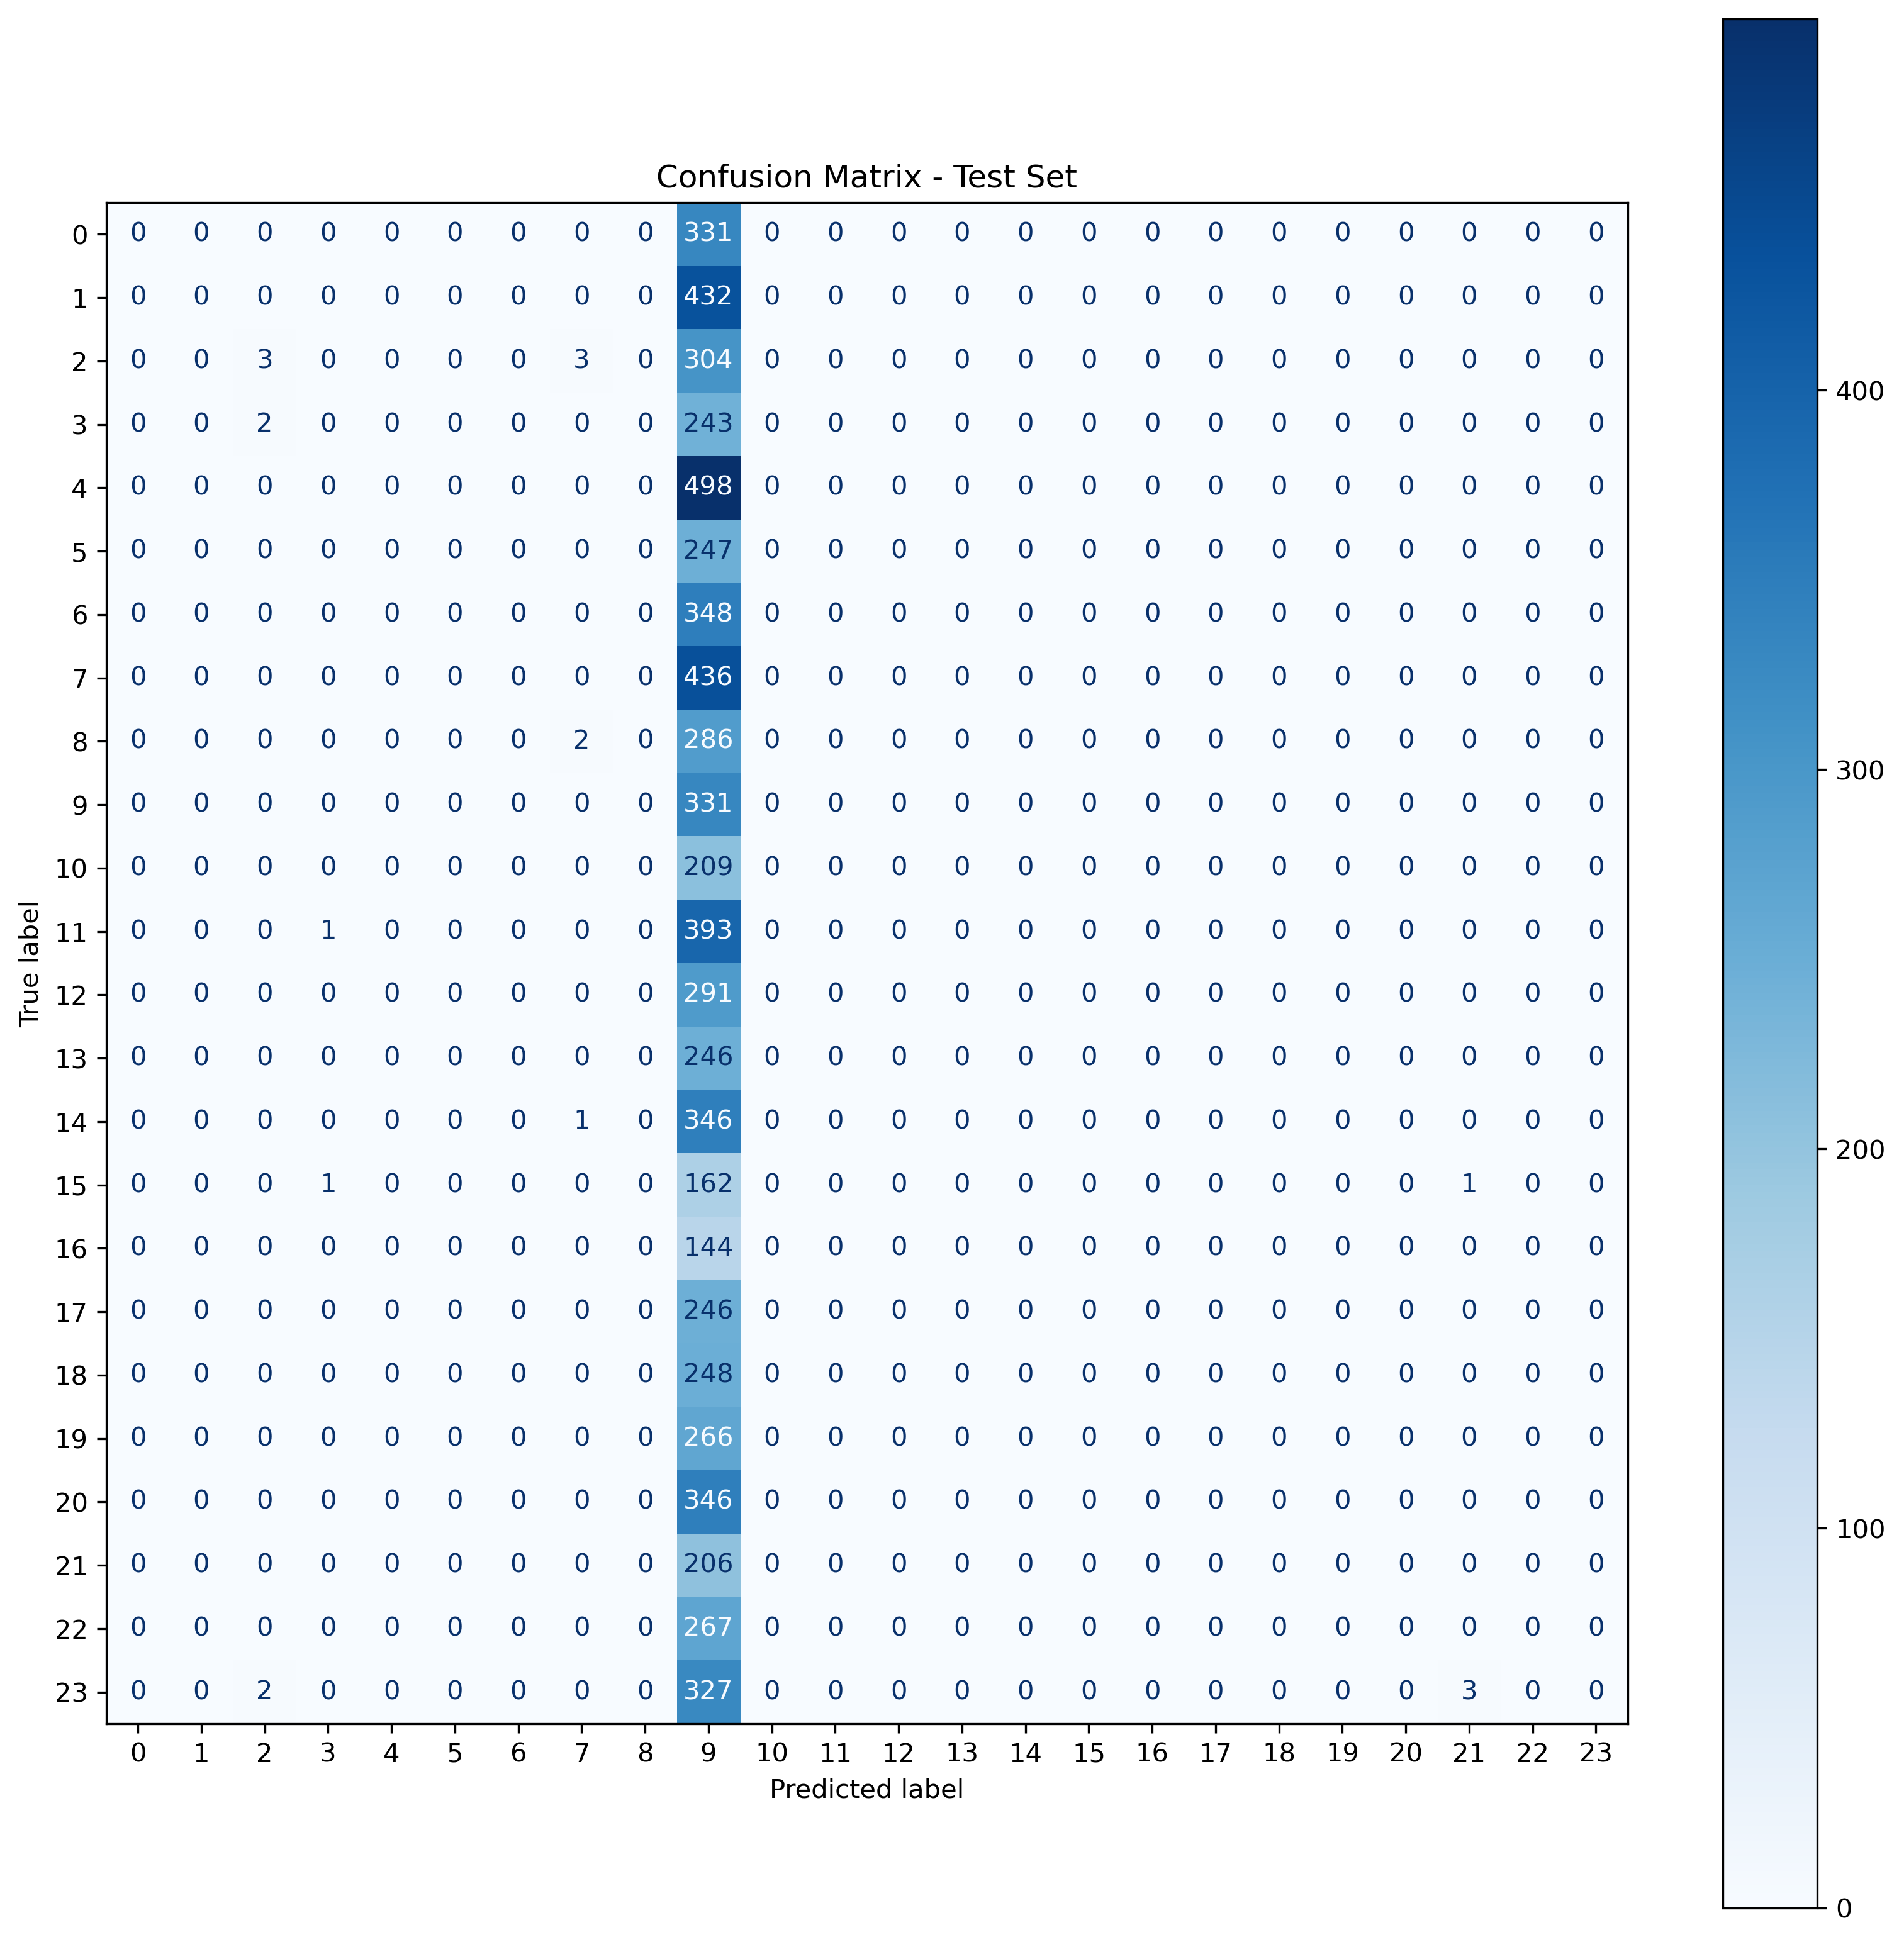 Confusion Matrix - Test Set
0 0 0 0 0 0 0 0 0 0 331 0 0 0 0 0 0 0 0 0 0 0 0 0 0
1 0 0 0 0 0 0 0 0 0 432 0 0 0 0 0 0 0 0 0 0 0 0 0 0
2 0 0 3 0 0 0 0 3 0 304 0 0 0 0 0 0 0 0 0 0 0 0 0 0
3 0 0 2 0 0 0 0 0 0 243 0 0 0 0 0 0 0 0 0 0 0 0 0 0
400
4 0 0 0 0 0 0 0 0 0 498 0 0 0 0 0 0 0 0 0 0 0 0 0 0
5 0 0 0 0 0 0 0 0 0 247 0 0 0 0 0 0 0 0 0 0 0 0 0 0
6 0 0 0 0 0 0 0 0 0 348 0 0 0 0 0 0 0 0 0 0 0 0 0 0
7 0 0 0 0 0 0 0 0 0 436 0 0 0 0 0 0 0 0 0 0 0 0 0 0
8 0 0 0 0 0 0 0 2 0 286 0 0 0 0 0 0 0 0 0 0 0 0 0 0
300
9 0 0 0 0 0 0 0 0 0 331 0 0 0 0 0 0 0 0 0 0 0 0 0 0
10 0 0 0 0 0 0 0 0 0 209 0 0 0 0 0 0 0 0 0 0 0 0 0 0
True label
11 0 0 0 1 0 0 0 0 0 393 0 0 0 0 0 0 0 0 0 0 0 0 0 0
12 0 0 0 0 0 0 0 0 0 291 0 0 0 0 0 0 0 0 0 0 0 0 0 0
13 0 0 0 0 0 0 0 0 0 246 0 0 0 0 0 0 0 0 0 0 0 0 0 0
14 0 0 0 0 0 0 0 1 0 346 0 0 0 0 0 0 0 0 0 0 0 0 0 0
200
15 0 0 0 1 0 0 0 0 0 162 0 0 0 0 0 0 0 0 0 0 0 1 0 0
16 0 0 0 0 0 0 0 0 0 144 0 0 0 0 0 0 0 0 0 0 0 0 0 0
17 0 0 0 0 0 0 0 0 0 246 0 0 0 0 0 0 0 0 0 0 0 0 0 0
18 0 0 0 0 0 0 0 0 0 248 0 0 0 0 0 0 0 0 0 0 0 0 0 0
19 0 0 0 0 0 0 0 0 0 266 0 0 0 0 0 0 0 0 0 0 0 0 0 0
20 0 0 0 0 0 0 0 0 0 346 0 0 0 0 0 0 0 0 0 0 0 0 0 0
100
21 0 0 0 0 0 0 0 0 0 206 0 0 0 0 0 0 0 0 0 0 0 0 0 0
22 0 0 0 0 0 0 0 0 0 267 0 0 0 0 0 0 0 0 0 0 0 0 0 0
23 0 0 2 0 0 0 0 0 0 327 0 0 0 0 0 0 0 0 0 0 0 3 0 0
0 1 2 3 4 5 6 7 8 9 10 11 12 13 14 15 16 17 18 19 20 21 22 23
Predicted label
0